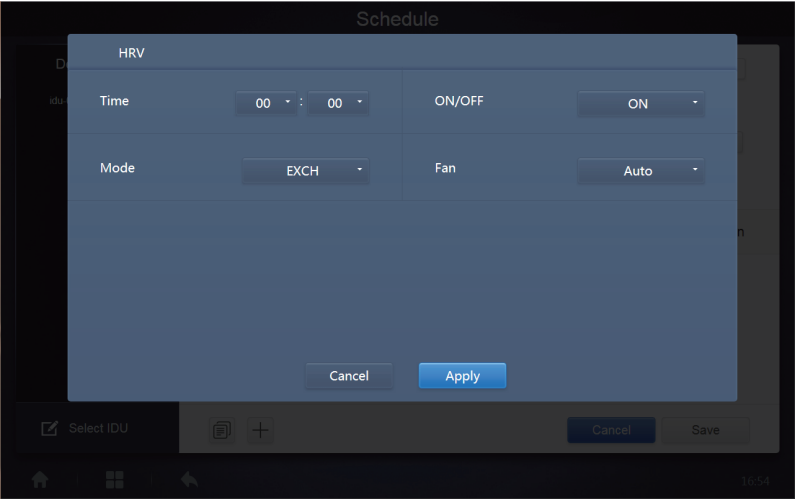 Schedule
HRV
Time 00 : 00 ON/OFF ON
Mode EXCH Fan Auto
Cancel Apply
Select IDU Cancel Save
16:54